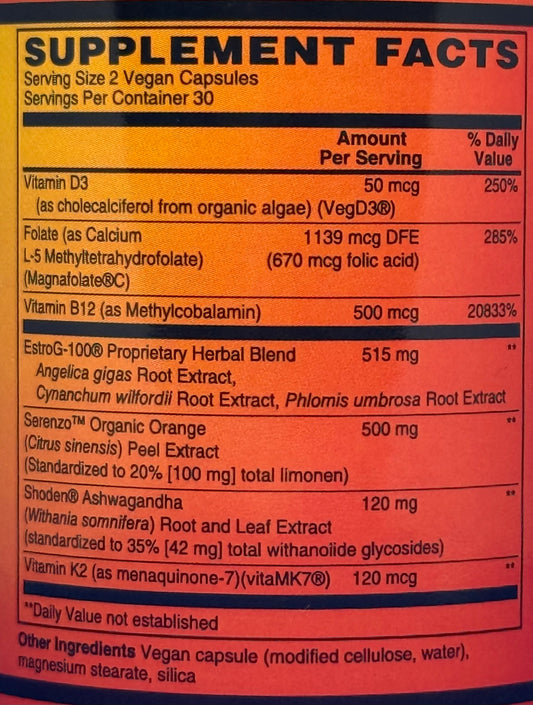 SUPPLEMENT FACTS
Serving Size 2 Vegan Capsules
Servings Per Container 30
Amount Per Serving % Daily Value
Vitamin D3 50 mcg 250%
(as cholecalciferol from organic algae) (VegD3®)
Folate (as Calcium 1139 mcg DFE 285%
L-5 Methyltetrahydrofolate) (670 mcg folic acid)
(Magnafolate®C)
Vitamin B12 (as Methylcobalamin) 500 mcg 20833%
EstroG-100® Proprietary Herbal Blend 515 mg **
Angelica gigas Root Extract,
Cynanchum wilfordii Root Extract, Phlomis umbrosa Root Extract
Serenzo™ Organic Orange 500 mg **
(Citrus sinensis) Peel Extract
(Standardized to 20% [100 mg] total limonen)
Shoden® Ashwagandha 120 mg **
(Withania somnifera) Root and Leaf Extract
(standardized to 35% [42 mg] total withanolide glycosides)
Vitamin K2 (as menaquinone-7)(vitaMK7®) 120 mcg **
**Daily Value not established
Other Ingredients Vegan capsule (modified cellulose, water),
magnesium stearate, silica